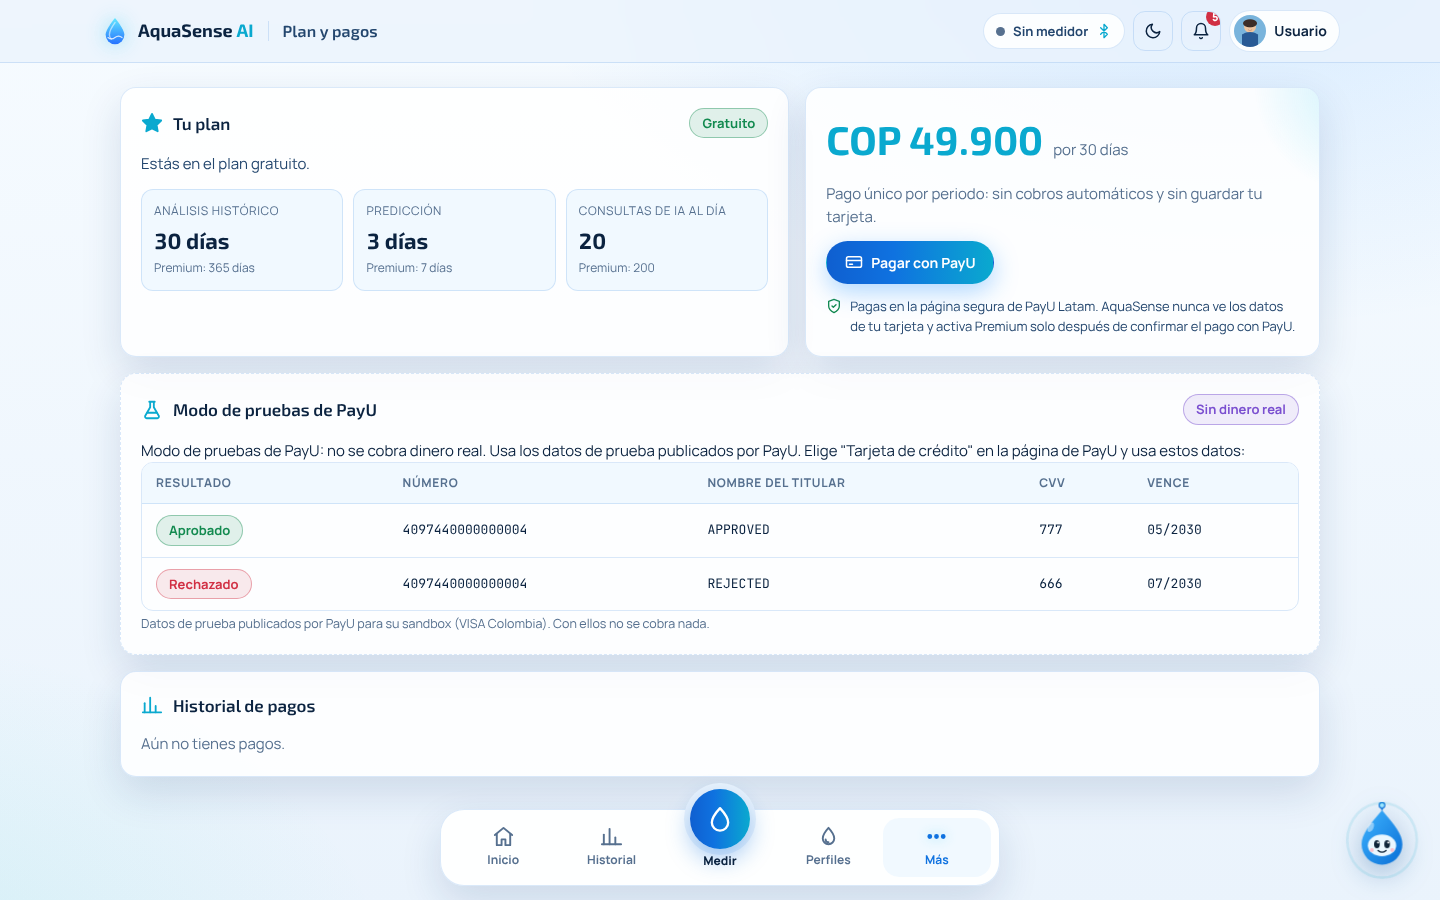 AquaSense AI
Plan y pagos
Sin medidor
5
Usuario
Tu plan
Gratuito
Estás en el plan gratuito.
ANÁLISIS HISTÓRICO
30 días
Premium: 365 días
PREDICCIÓN
3 días
Premium: 7 días
CONSULTAS DE IA AL DÍA
20
Premium: 200
COP 49.900 por 30 días
Pago único por periodo: sin cobros automáticos y sin guardar tu
tarjeta.
Pagar con PayU
Pagas en la página segura de PayU Latam. AquaSense nunca ve los datos
de tu tarjeta y activa Premium solo después de confirmar el pago con PayU.
Modo de pruebas de PayU
Sin dinero real
Modo de pruebas de PayU: no se cobra dinero real. Usa los datos de prueba publicados por PayU. Elige "Tarjeta de crédito" en la página de PayU y usa estos datos:
RESULTADO NÚMERO NOMBRE DEL TITULAR CVV VENCE
Aprobado 4097440000000004 APPROVED 777 05/2030
Rechazado 4097440000000004 REJECTED 666 07/2030
Datos de prueba publicados por PayU para su sandbox (VISA Colombia). Con ellos no se cobra nada.
Historial de pagos
Aún no tienes pagos.
Inicio
Historial
Medir
Perfiles
Más